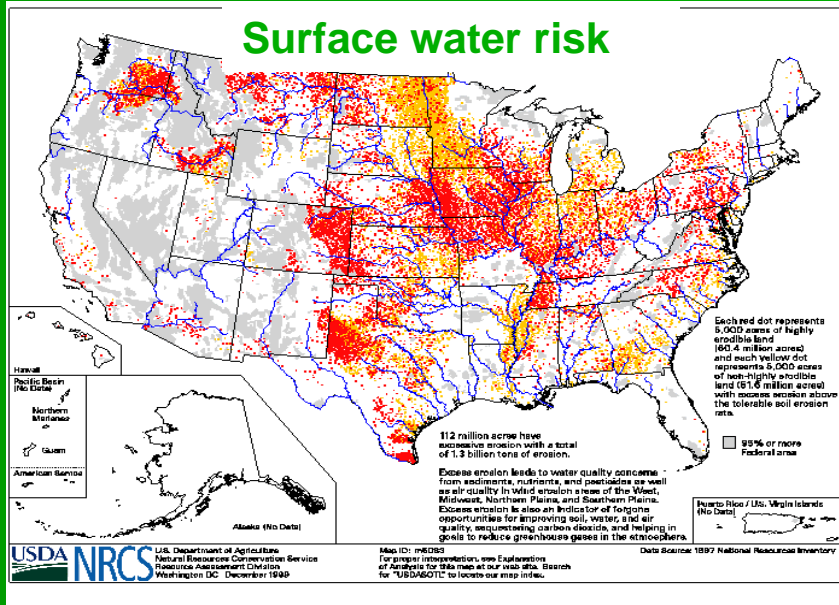 Surface water risk
Each red dot represents
5,000 acres of highly
erodible land
(60.4 million acres)
and each yellow dot
represents 5,000 acres
of non-highly erodible
land (51.6 million acres)
with excess erosion above
the tolerable soil erosion
rate.
95% or more
Federal area
Hawaii
Pacific Basin
(No Data)
Northern
Marianas
Guam
American Samoa
Alaska (No Data)
112 million acres have
excessive erosion with a total
of 1.3 billion tons of erosion.
Excess erosion leads to water quality concerns
from sediments, nutrients, and pesticides as well
as air quality in wind erosion areas of the West,
Midwest, Northern Plains, and Southern Plains.
Excess erosion is also an indicator of forgone
opportunities for improving soil, water, and air
quality, sequestering carbon dioxide, and helping in
goals to reduce greenhouse gases in the atmosphere.
Puerto Rico / U.S. Virgin Islands
(No Data)
USDA NRCS
U.S. Department of Agriculture
Natural Resources Conservation Service
Resource Assessment Division
Washington DC December 1999
Map ID: m5083
For proper interpretation, see Explanation
of Analysis for this map at our web site. Search
for "USDASOTL" to locate our map index.
Data Source: 1997 National Resources Inventory